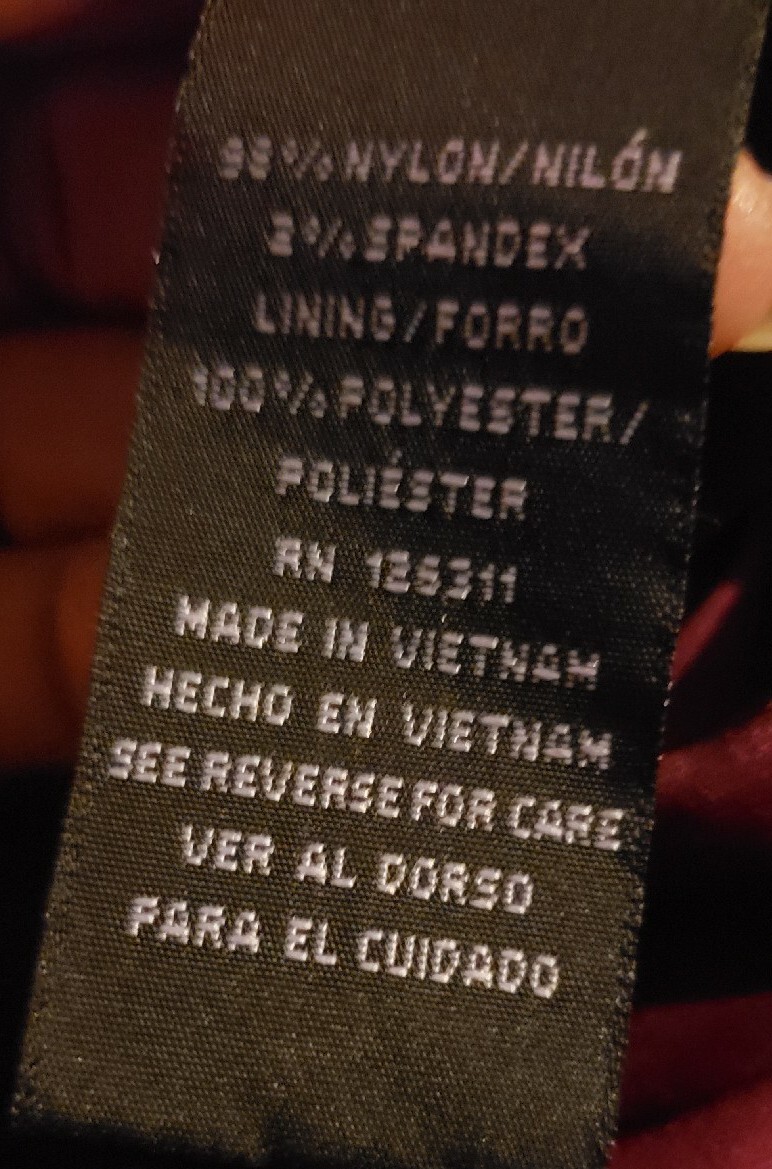 98% NYLON/NILÓN
2% SPANDEX
LINING/FORRO
100% POLYESTER/
POLIÉSTER
RN
MADE IN VIETNAM
HECHO EN VIETNAM
SEE REVERSE FOR CARE
VER AL DORSO
PARA EL CUIDADO